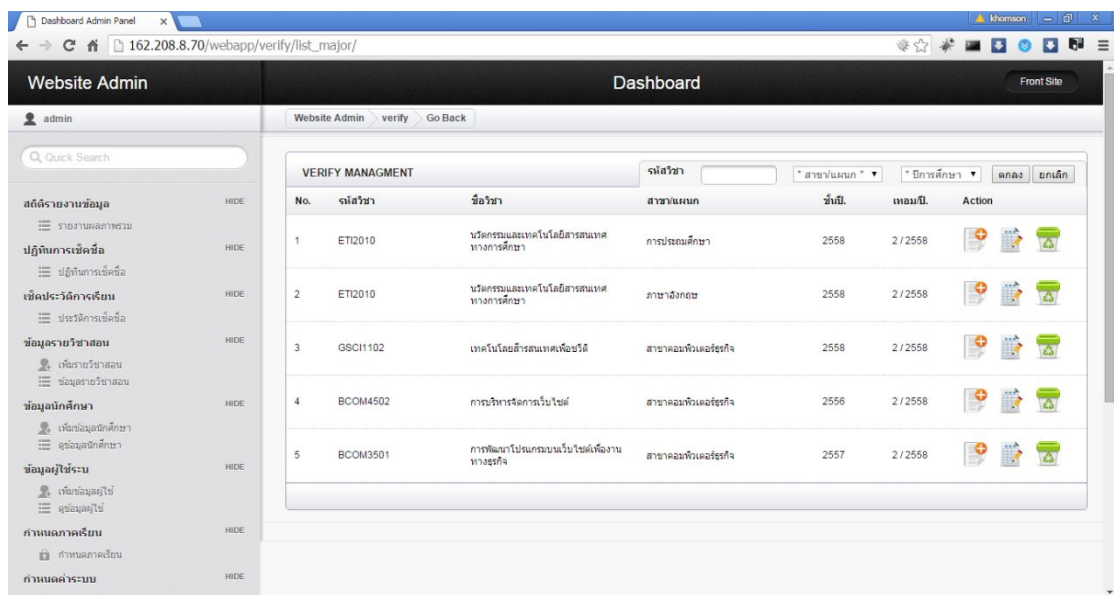 Dashboard Admin Panel
khomson
162.208.8.70/webapp/verify/list_major/
Website Admin
Dashboard
Front Site
admin
Website Admin verify Go Back
Quick Search
สถิติรายงานข้อมูล HIDE
รายงานผลภาพรวม
ปฏิทินการเช็คชื่อ HIDE
ปฏิทินการเช็คชื่อ
เช็คประวัติการเรียน HIDE
ประวัติการเช็คชื่อ
ข้อมูลรายวิชาสอน HIDE
เพิ่มรายวิชาสอน
ข้อมูลรายวิชาสอน
ข้อมูลนักศึกษา HIDE
เพิ่มข้อมูลนักศึกษา
ดูข้อมูลนักศึกษา
ข้อมูลผู้ใช้ระบบ HIDE
เพิ่มข้อมูลผู้ใช้
ดูข้อมูลผู้ใช้
กำหนดภาคเรียน HIDE
กำหนดภาคเรียน
กำหนดค่าระบบ HIDE
VERIFY MANAGMENT รหัสวิชา * สาขา/แผนก * * ปีการศึกษา ตกลง ยกเลิก
No. รหัสวิชา ชื่อวิชา สาขา/แผนก ชั้นปี. เทอม/ปี. Action
1 ETI2010 นวัตกรรมและเทคโนโลยีสารสนเทศ
ทางการศึกษา การประถมศึกษา 2558 2 / 2558
2 ETI2010 นวัตกรรมและเทคโนโลยีสารสนเทศ
ทางการศึกษา ภาษาอังกฤษ 2558 2 / 2558
3 GSCI1102 เทคโนโลยสารสนเทศเพื่อชวิต สาขาคอมพิวเตอร์ธุรกิจ 2558 2 / 2558
4 BCOM4502 การบริหารจัดการเว็บไซต์ สาขาคอมพิวเตอร์ธุรกิจ 2556 2 / 2558
5 BCOM3501 การพัฒนาโปรแกรมบนเว็บไซต์เพื่องาน
ทางธุรกิจ สาขาคอมพิวเตอร์ธุรกิจ 2557 2 / 2558